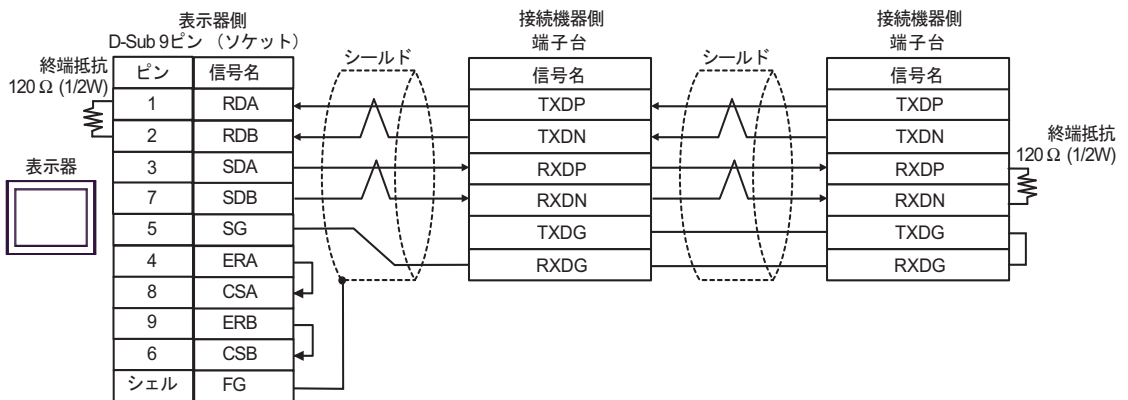 表示器側
D-Sub 9ピン （ソケット）
接続機器側
端子台
接続機器側
端子台
終端抵抗
120 Ω (1/2W)
シールド
シールド
ピン 信号名
信号名
信号名
1 RDA
TXDP
TXDP
2 RDB
TXDN
TXDN
終端抵抗
120 Ω (1/2W)
表示器
3 SDA
RXDP
RXDP
7 SDB
RXDN
RXDN
5 SG
TXDG
TXDG
4 ERA
RXDG
RXDG
8 CSA
9 ERB
6 CSB
シェル FG